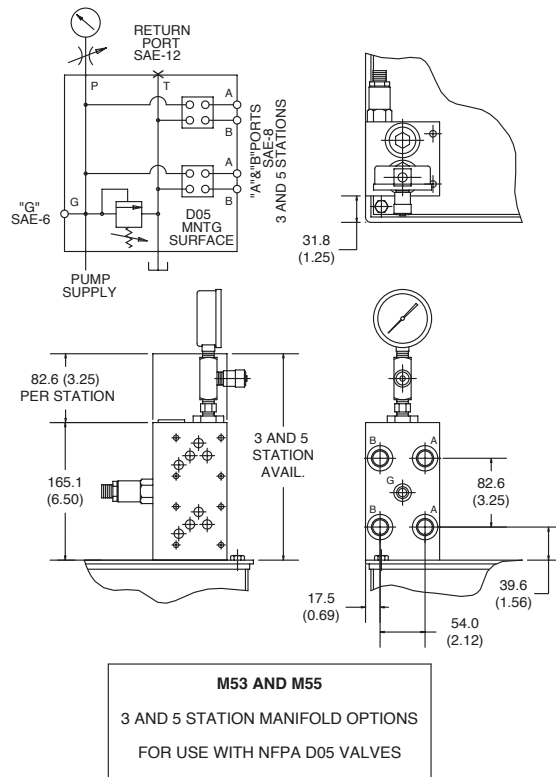 RETURN
PORT
SAE-12
P
T
A
B
A
B
"A"&"B"PORTS
SAE-8
3 AND 5 STATIONS
"G"
SAE-6
G
D05
MNTG
SURFACE
PUMP
SUPPLY
31.8
(1.25)
82.6 (3.25)
PER STATION
165.1
(6.50)
3 AND 5
STATION
AVAIL.
B
A
G
B
A
82.6
(3.25)
39.6
(1.56)
17.5
(0.69)
54.0
(2.12)
M53 AND M55
3 AND 5 STATION MANIFOLD OPTIONS
FOR USE WITH NFPA D05 VALVES